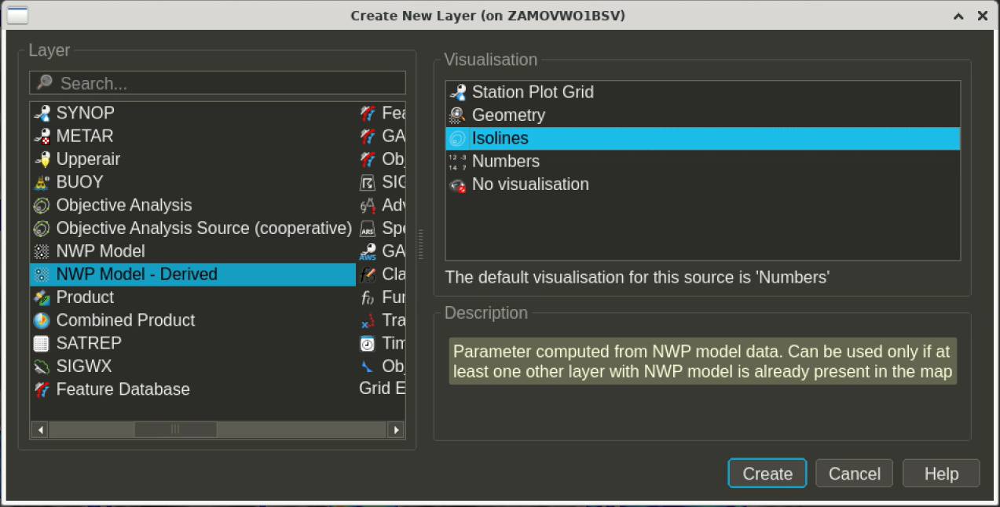 Create New Layer (on ZAMOVWO1BSV)
Layer
Search...
SYNOP
METAR
Upperair
BUOY
Objective Analysis
Objective Analysis Source (cooperative)
NWP Model
NWP Model - Derived
Product
Combined Product
SATREP
SIGWX
Feature Database
Fea
GA
Obj
SIG
Adv
Spe
GA
Cla
Fun
Tra
Tim
Obj
Grid E
Visualisation
Station Plot Grid
Geometry
Isolines
Numbers
No visualisation
The default visualisation for this source is 'Numbers'
Description
Parameter computed from NWP model data. Can be used only if at
least one other layer with NWP model is already present in the map
Create Cancel Help